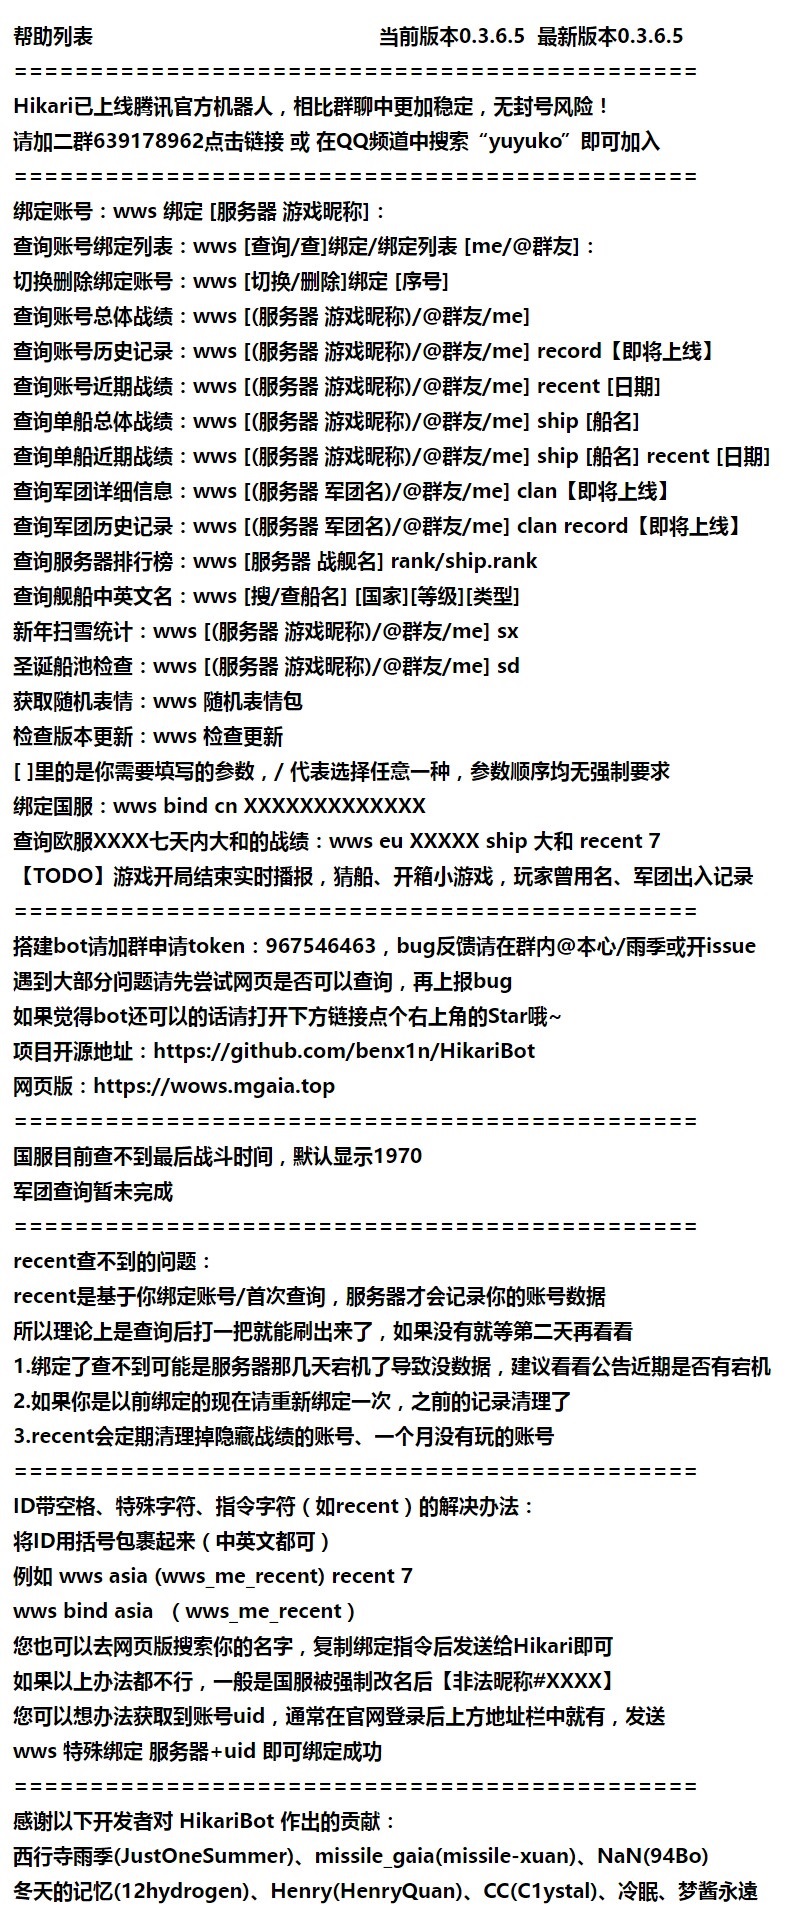 帮助列表 当前版本0.3.6.5 最新版本0.3.6.5
=============================================
Hikari已上线腾讯官方机器人，相比群聊中更加稳定，无封号风险！
请加二群639178962点击链接 或 在QQ频道中搜索“yuyuko”即可加入
=============================================
绑定账号：wws 绑定 [服务器 游戏昵称]：
查询账号绑定列表：wws [查询/查]绑定/绑定列表 [me/@群友]：
切换删除绑定账号：wws [切换/删除]绑定 [序号]
查询账号总体战绩：wws [(服务器 游戏昵称)/@群友/me]
查询账号历史记录：wws [(服务器 游戏昵称)/@群友/me] record【即将上线】
查询账号近期战绩：wws [(服务器 游戏昵称)/@群友/me] recent [日期]
查询单船总体战绩：wws [(服务器 游戏昵称)/@群友/me] ship [船名]
查询单船近期战绩：wws [(服务器 游戏昵称)/@群友/me] ship [船名] recent [日期]
查询军团详细信息：wws [(服务器 军团名)/@群友/me] clan【即将上线】
查询军团历史记录：wws [(服务器 军团名)/@群友/me] clan record【即将上线】
查询服务器排行榜：wws [服务器 战舰名] rank/ship.rank
查询舰船中英文名：wws [搜/查船名] [国家][等级][类型]
新年扫雪统计：wws [(服务器 游戏昵称)/@群友/me] sx
圣诞船池检查：wws [(服务器 游戏昵称)/@群友/me] sd
获取随机表情：wws 随机表情包
检查版本更新：wws 检查更新
[ ]里的是你需要填写的参数，/ 代表选择任意一种，参数顺序均无强制要求
绑定国服：wws bind cn XXXXXXXXXXXXX
查询欧服XXXX七天内大和的战绩：wws eu XXXXX ship 大和 recent 7
【TODO】游戏开局结束实时播报，猜船、开箱小游戏，玩家曾用名、军团出入记录
=============================================
搭建bot请加群申请token：967546463，bug反馈请在群内@本心/雨季或开issue
遇到大部分问题请先尝试网页是否可以查询，再上报bug
如果觉得bot还可以的话请打开下方链接点个右上角的Star哦~
项目开源地址：https://github.com/benx1n/HikariBot
网页版：https://wows.mgaia.top
=============================================
国服目前查不到最后战斗时间，默认显示1970
军团查询暂未完成
=============================================
recent查不到的问题：
recent是基于你绑定账号/首次查询，服务器才会记录你的账号数据
所以理论上是查询后打一把就能刷出来了，如果没有就等第二天再看看
1.绑定了查不到可能是服务器那几天宕机了导致没数据，建议看看公告近期是否有宕机
2.如果你是以前绑定的现在请重新绑定一次，之前的记录清理了
3.recent会定期清理掉隐藏战绩的账号、一个月没有玩的账号
=============================================
ID带空格、特殊字符、指令字符（如recent）的解决办法：
将ID用括号包裹起来（中英文都可）
例如 wws asia (wws_me_recent) recent 7
wws bind asia （wws_me_recent）
您也可以去网页版搜索你的名字，复制绑定指令后发送给Hikari即可
如果以上办法都不行，一般是国服被强制改名后【非法昵称#XXXX】
您可以想办法获取到账号uid，通常在官网登录后上方地址栏中就有，发送
wws 特殊绑定 服务器+uid 即可绑定成功
=============================================
感谢以下开发者对 HikariBot 作出的贡献：
西行寺雨季(JustOneSummer)、missile_gaia(missile-xuan)、NaN(94Bo)
冬天的记忆(12hydrogen)、Henry(HenryQuan)、CC(C1ystal)、冷眠、梦酱永遠